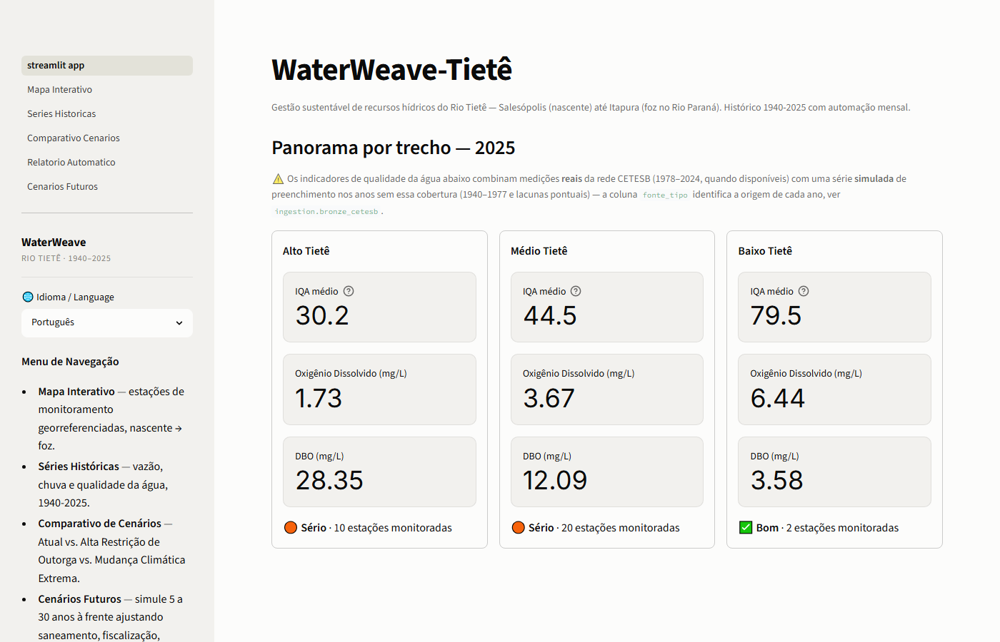 streamlit app
Mapa Interativo
Series Historicas
Comparativo Cenarios
Relatorio Automatico
Cenarios Futuros
WaterWeave
RIO TIETÊ · 1940–2025
🌐 Idioma / Language
Português
Menu de Navegação
• Mapa Interativo — estações de
monitoramento
georreferenciadas, nascente →
foz.
• Séries Históricas — vazão,
chuva e qualidade da água,
1940-2025.
• Comparativo de Cenários —
Atual vs. Alta Restrição de
Outorga vs. Mudança Climática
Extrema.
• Cenários Futuros — simule 5 a
30 anos à frente ajustando
saneamento, fiscalização,
WaterWeave-Tietê
Gestão sustentável de recursos hídricos do Rio Tietê — Salesópolis (nascente) até Itapura (foz no Rio Paraná). Histórico 1940-2025 com automação mensal.
Panorama por trecho — 2025
⚠️ Os indicadores de qualidade da água abaixo combinam medições reais da rede CETESB (1978–2024, quando disponíveis) com uma série simulada de
preenchimento nos anos sem essa cobertura (1940–1977 e lacunas pontuais) — a coluna fonte_tipo identifica a origem de cada ano, ver
ingestion.bronze_cetesb .
Alto Tietê
IQA médio
30.2
Oxigênio Dissolvido (mg/L)
1.73
DBO (mg/L)
28.35
🟠 Sério · 10 estações monitoradas
Médio Tietê
IQA médio
44.5
Oxigênio Dissolvido (mg/L)
3.67
DBO (mg/L)
12.09
🟠 Sério · 20 estações monitoradas
Baixo Tietê
IQA médio
79.5
Oxigênio Dissolvido (mg/L)
6.44
DBO (mg/L)
3.58
✅ Bom · 2 estações monitoradas